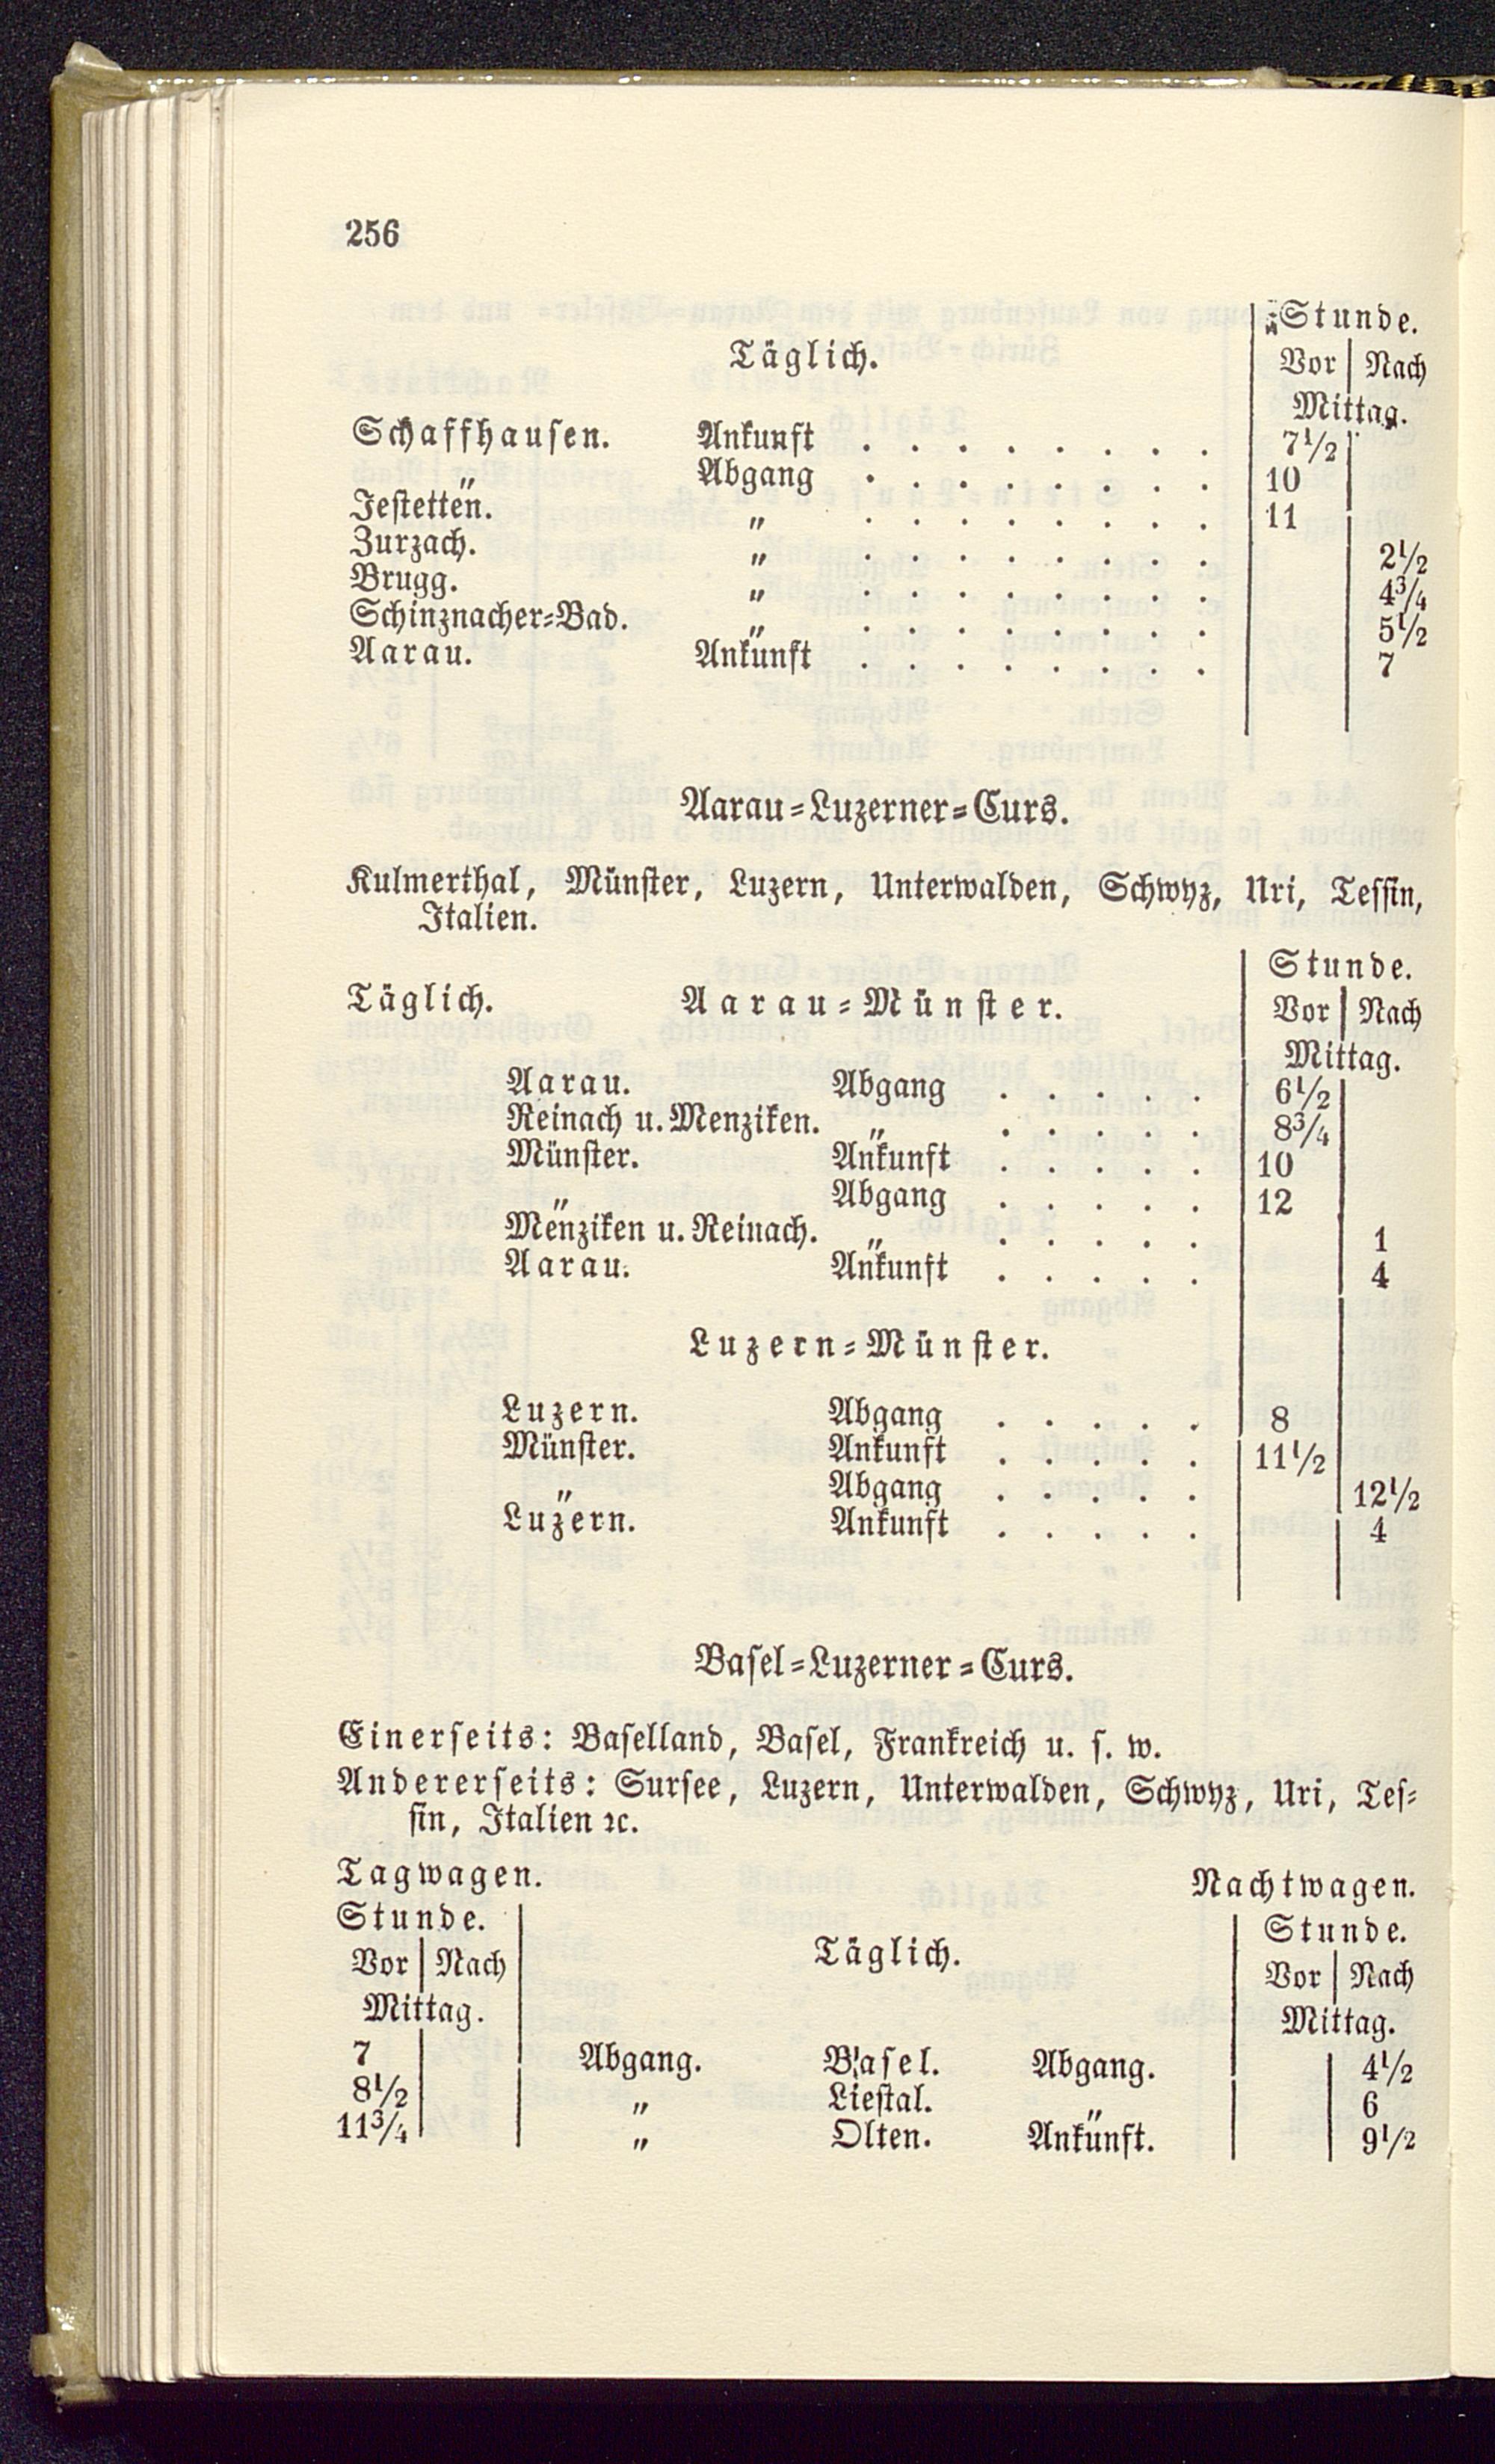 256
Stunde.
Täglich.
Vor | Nach
Mittag.
Schaffhausen. Ankunft . . . . . . . . 7½
„ Abgang . . . . . . . . 10
Jestetten. „ . . . . . . . . 11
Zurzach. „ . . . . . . . . 2½
Brugg. „ . . . . . . . . 4¾
Schinznacher-Bad. „ . . . . . . . . 5½
Aarau. Ankunft . . . . . . . . 7
Aarau-Luzerner-Curs.
Kulmerthal, Münster, Luzern, Unterwalden, Schwyz, Uri, Tessin,
Italien.
Stunde.
Täglich. Aarau-Münster. Vor | Nach
Mittag.
Aarau. Abgang . . . . . 6½
Reinach u. Menziken. „ . . . . . 8¾
Münster. Ankunft . . . . . 10
„ Abgang . . . . . 12
Menziken u. Reinach. „ . . . . . 1
Aarau. Ankunft . . . . . 4
Luzern-Münster.
Luzern. Abgang . . . . . 8
Münster. Ankunft . . . . . 11½
„ Abgang . . . . . 12½
Luzern. Ankunft . . . . . 4
Basel-Luzerner-Curs.
Einerseits: Baselland, Basel, Frankreich u. s. w.
Andererseits: Sursee, Luzern, Unterwalden, Schwyz, Uri, Tes-
sin, Italien ꝛc.
Tagwagen. Nachtwagen.
Stunde. Stunde.
Täglich.
Vor | Nach Vor | Nach
Mittag. Mittag.
7 Abgang. Basel. Abgang. 4½
8½ „ Liestal. „ 6
11¾ „ Olten. Ankunft. 9½